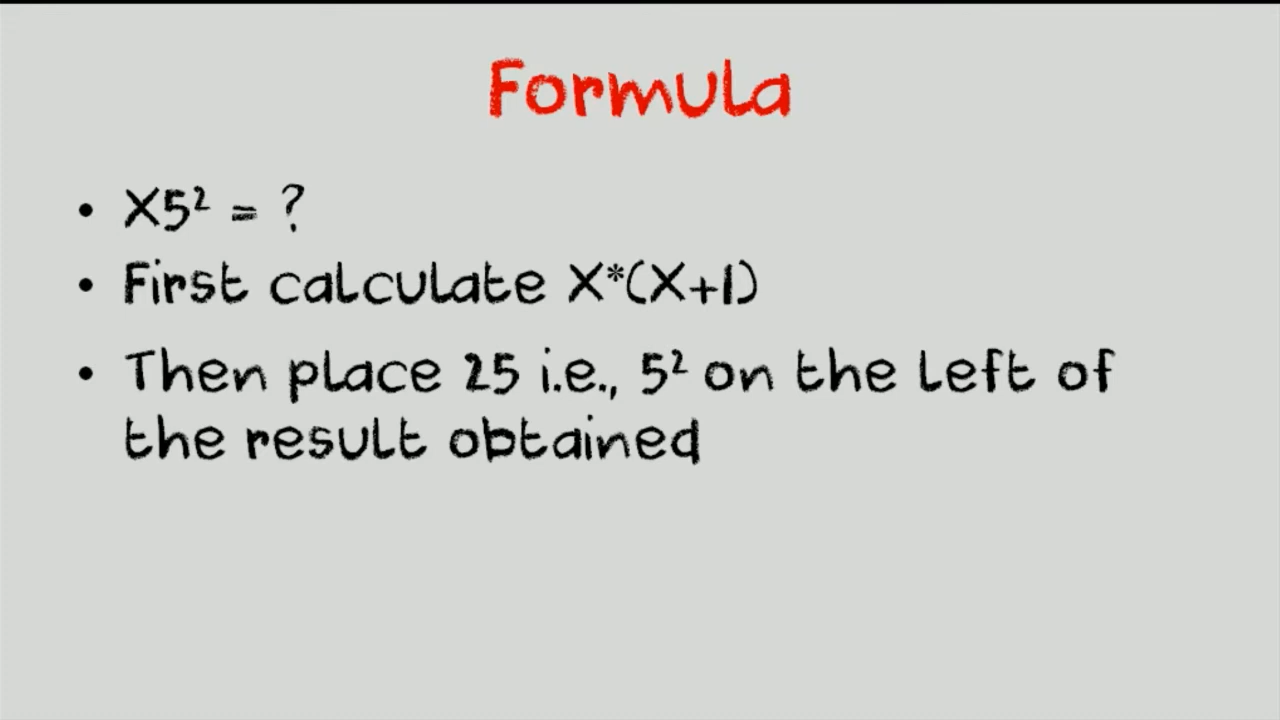 Formula
• X5² = ?
• First calculate X*(X+1)
• Then place 25 i.e., 5² on the left of
the result obtained